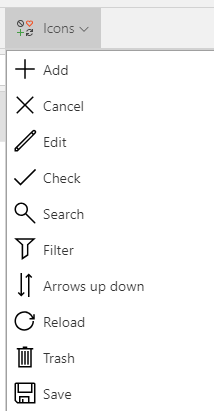 Icons
Add
Cancel
Edit
Check
Search
Filter
Arrows up down
Reload
Trash
Save